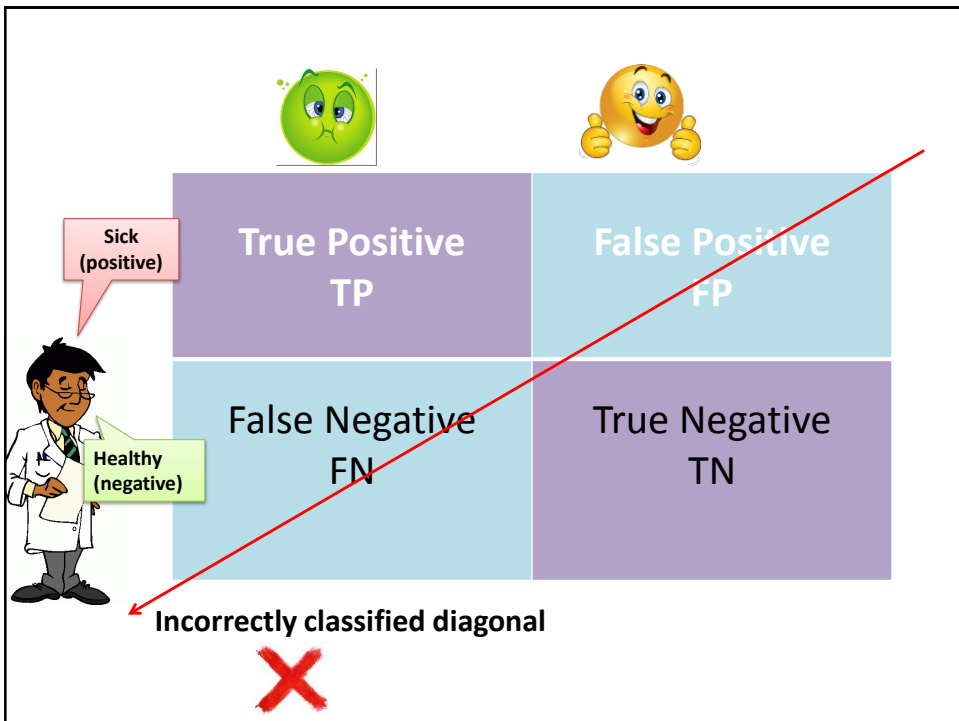 Sick
(positive)
True Positive
TP
False Positive
FP
Healthy
(negative)
False Negative
FN
True Negative
TN
Incorrectly classified diagonal